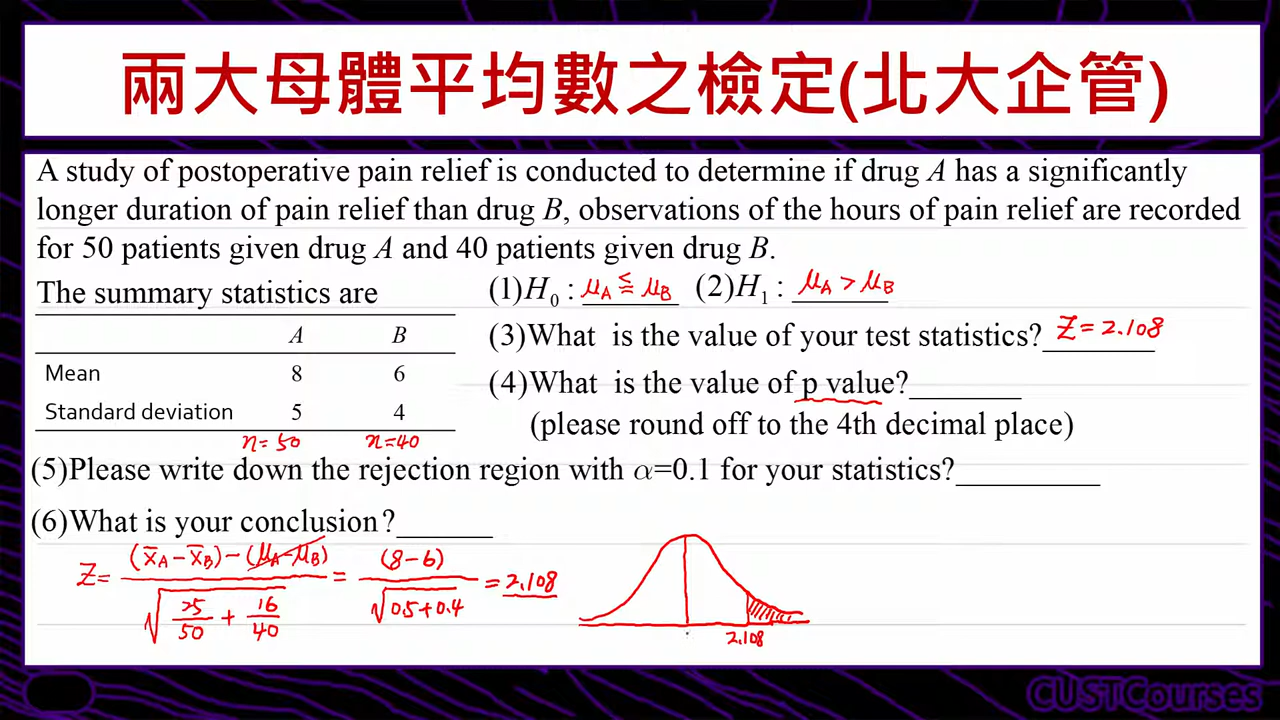 兩大母體平均數之檢定(北大企管)
A study of postoperative pain relief is conducted to determine if drug A has a significantly
longer duration of pain relief than drug B, observations of the hours of pain relief are recorded
for 50 patients given drug A and 40 patients given drug B.
The summary statistics are
A B
Mean 8 6
Standard deviation 5 4
n=50 n=40
(1)H₀ : μA ≤ μB (2)H₁ : μA > μB
(3)What is the value of your test statistics? Z=2.108
(4)What is the value of p value?______
(please round off to the 4th decimal place)
(5)Please write down the rejection region with α=0.1 for your statistics?______
(6)What is your conclusion?______
Z= (x̄A−x̄B)−(μA−μB) / √(25/50 + 16/40) = (8−6) / √(0.5+0.4) = 2.108
2.108
CUSTCourses